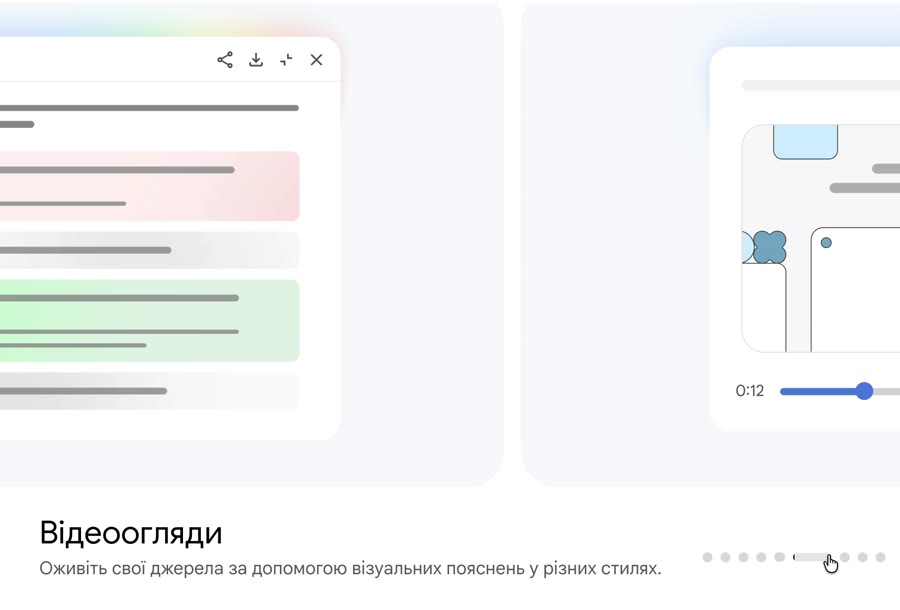 0:12
Відеоогляди
Оживіть свої джерела за допомогою візуальних пояснень у різних стилях.